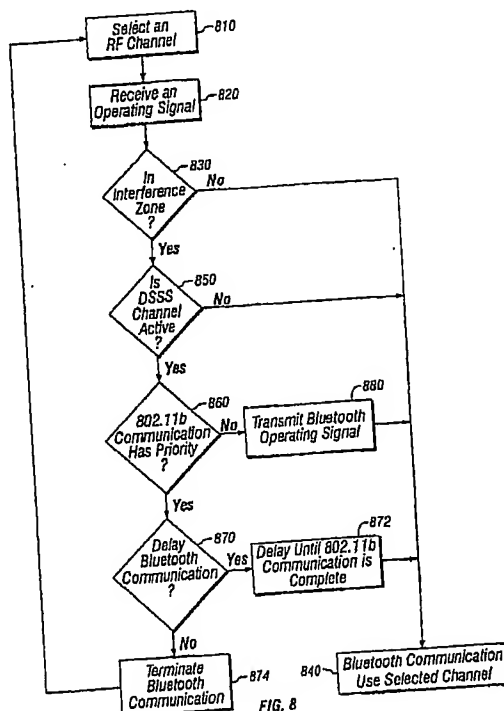 Select an
RF Channel
810
Receive an
Operating Signal
820
830
In
Interference
Zone
?
No
Yes
850
Is
DSSS
Channel
Active
?
No
Yes
860
802.11b
Communication
Has Priority
?
No
880
Transmit Bluetooth
Operating Signal
Yes
870
Delay
Bluetooth
Communication
?
Yes
872
Delay Until 802.11b
Communication is
Complete
No
Terminate
Bluetooth
Communication
874
840
Bluetooth Communication
Use Selected Channel
FIG. 8